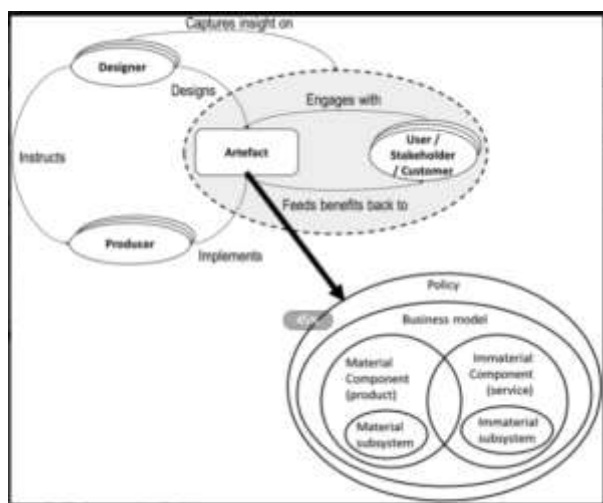 Captures insight on
Designer
Designs
Engages with
Instructs
Artefact
User /
Stakeholder
/ Customer
Feeds benefits back to
Producer
Implements
Policy
Business model
Material
Component
(product)
Immaterial
Component
(service)
Material
subsystem
Immaterial
subsystem